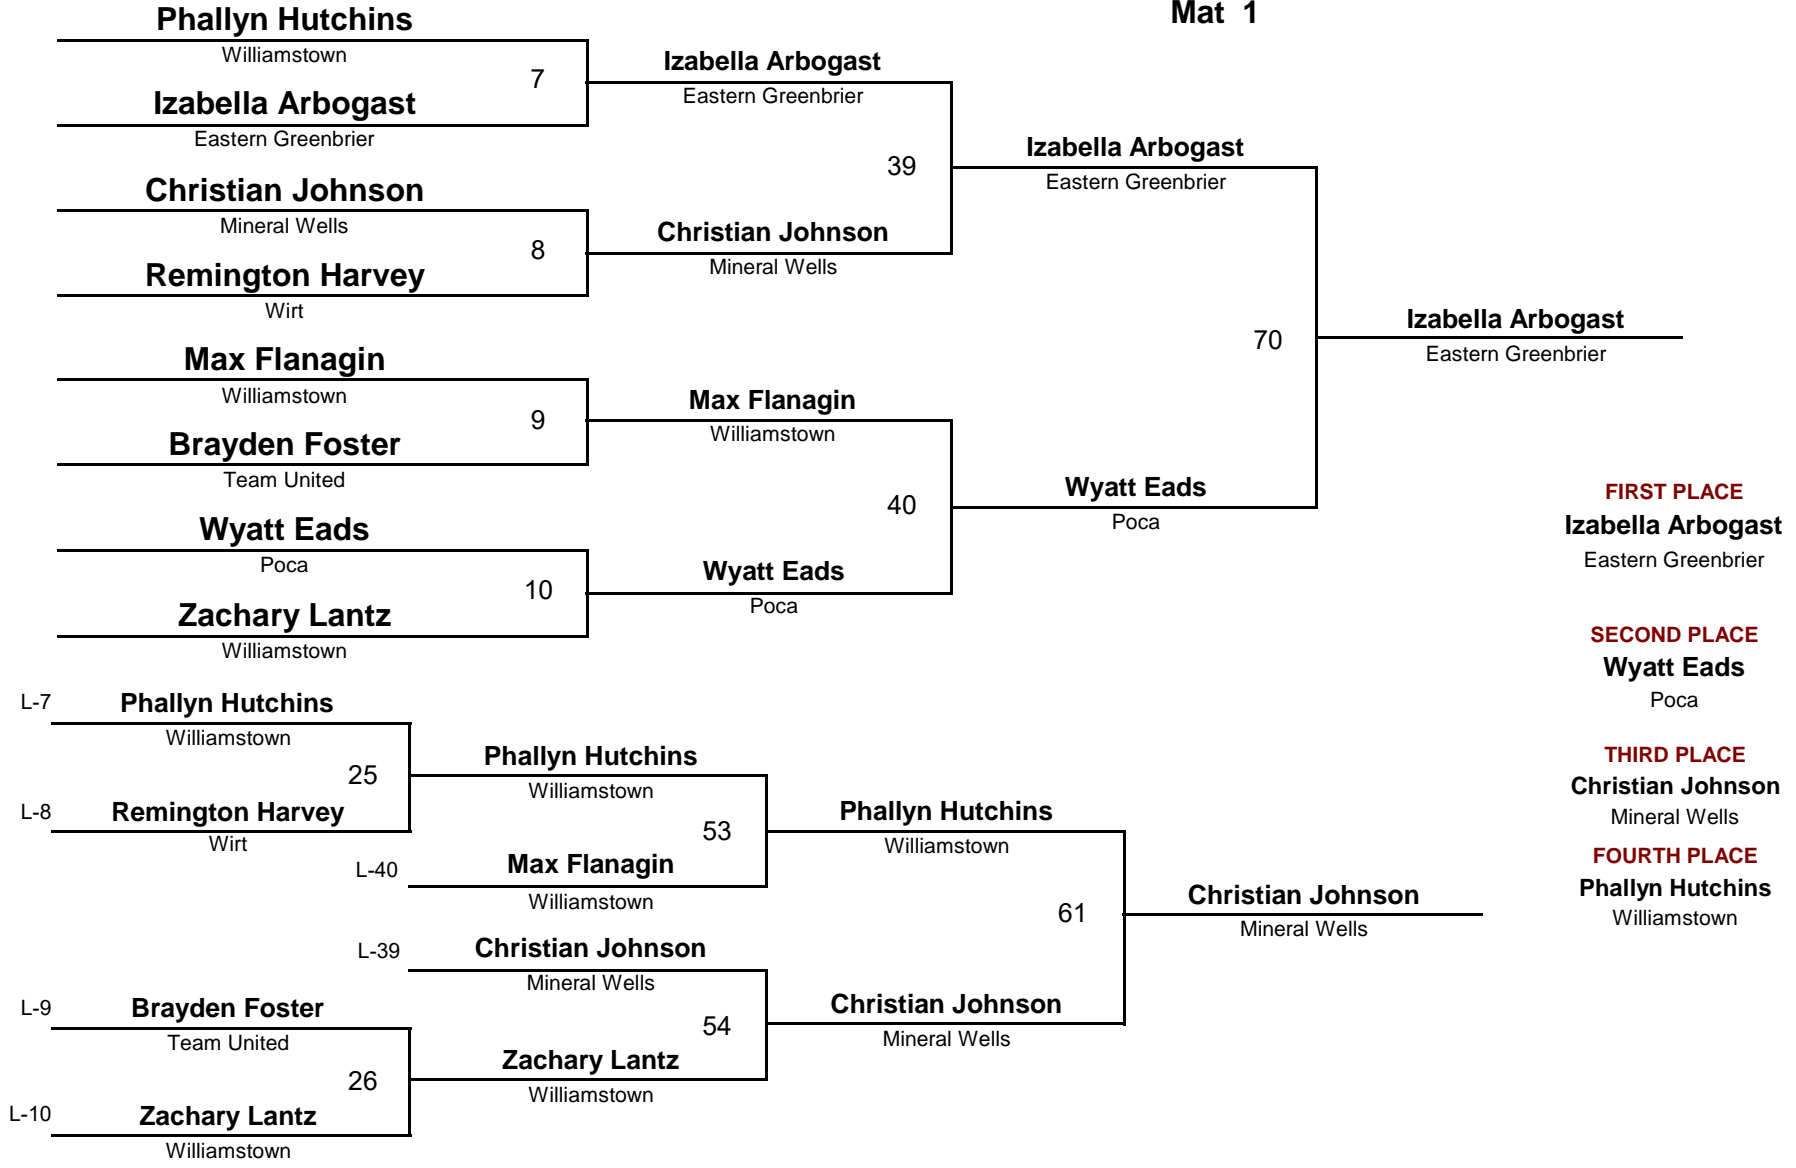 Mat 1
Phallyn Hutchins
Williamstown
7
Izabella Arbogast
Eastern Greenbrier
Christian Johnson
Mineral Wells
8
Remington Harvey
Wirt
Max Flanagin
Williamstown
9
Brayden Foster
Team United
Wyatt Eads
Poca
10
Zachary Lantz
Williamstown
Izabella Arbogast
Eastern Greenbrier
39
Christian Johnson
Mineral Wells
Max Flanagin
Williamstown
40
Wyatt Eads
Poca
Izabella Arbogast
Eastern Greenbrier
70
Wyatt Eads
Poca
Izabella Arbogast
Eastern Greenbrier
FIRST PLACE
Izabella Arbogast
Eastern Greenbrier
SECOND PLACE
Wyatt Eads
Poca
THIRD PLACE
Christian Johnson
Mineral Wells
FOURTH PLACE
Phallyn Hutchins
Williamstown
L-7
Phallyn Hutchins
Williamstown
25
L-8
Remington Harvey
Wirt
Phallyn Hutchins
Williamstown
53
L-40
Max Flanagin
Williamstown
L-39
Christian Johnson
Mineral Wells
54
L-9
Brayden Foster
Team United
26
L-10
Zachary Lantz
Williamstown
Zachary Lantz
Williamstown
Phallyn Hutchins
Williamstown
61
Christian Johnson
Mineral Wells
Christian Johnson
Mineral Wells